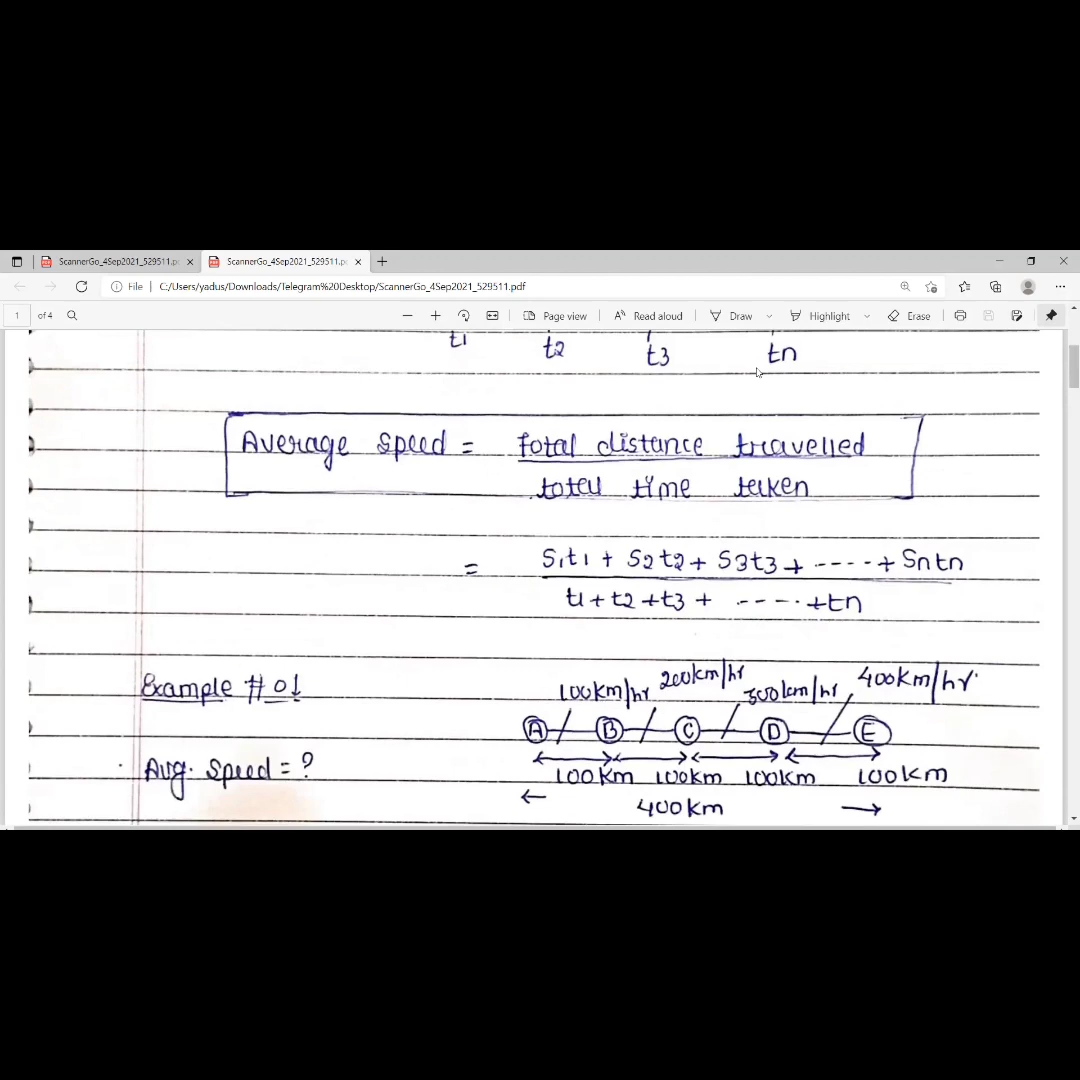 ScannerGo_4Sep2021_529511.p ScannerGo_4Sep2021_529511.pc
File C:/Users/yadus/Downloads/Telegram%20Desktop/ScannerGo_4Sep2021_529511.pdf
1 of 4 Page view Read aloud Draw Highlight Erase
t1 t2 t3 tn
Average speed = total distance travelled
total time taken
= S1t1 + S2t2 + S3t3 + ----- + Sntn
t1 + t2 + t3 + ----- + tn
Example #01 100km/hr 200km/hr 300km/hr 400km/hr
A B C D E
Avg. Speed = ? 100km 100km 100km 100km
400km